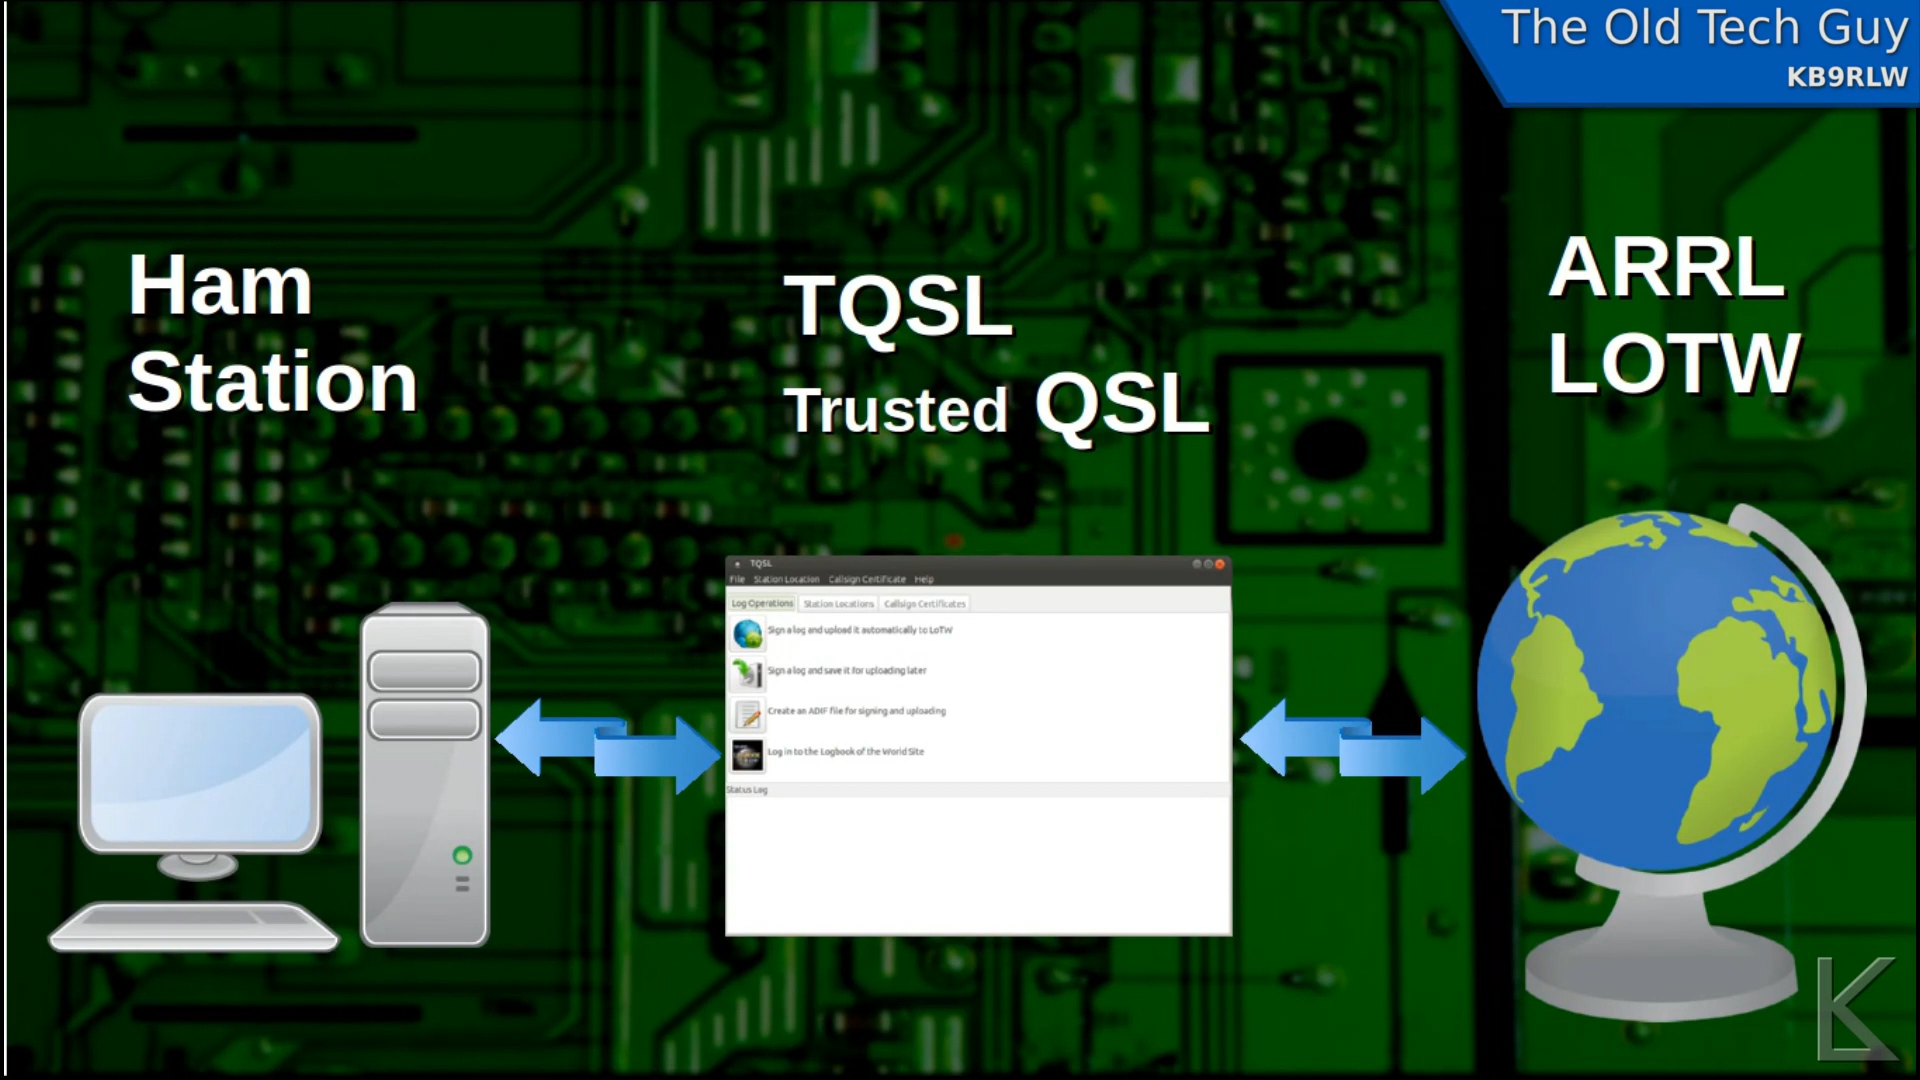 The Old Tech Guy
KB9RLW
Ham
Station
TQSL
Trusted QSL
ARRL
LOTW
TQSL
File Station Location Callsign Certificate Help
Log Operations Station Locations Callsign Certificates
Sign a log and upload it automatically to LoTW
Sign a log and save it for uploading later
Create an ADIF file for signing and uploading
Log in to the Logbook of the World Site
Status Log
K